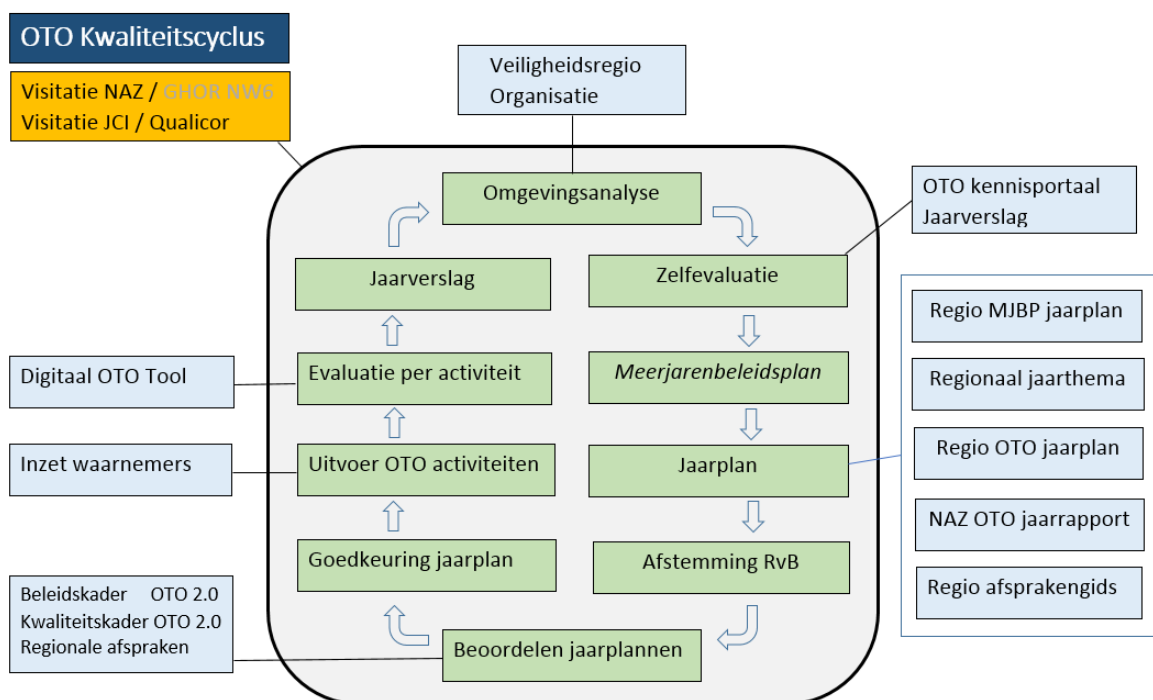 OTO Kwaliteitscyclus
Visitatie NAZ / GHOR NW6
Visitatie JCI / Qualicor
Veiligheidsregio
Organisatie
Omgevingsanalyse
OTO kennisportaal
Jaarverslag
Jaarverslag
Zelfevaluatie
Regio MJBP jaarplan
Digitaal OTO Tool
Evaluatie per activiteit
Meerjarenbeleidsplan
Regionaal jaarthema
Inzet waarnemers
Uitvoer OTO activiteiten
Jaarplan
Regio OTO jaarplan
NAZ OTO jaarrapport
Goedkeuring jaarplan
Afstemming RvB
Regio afsprakengids
Beleidskader OTO 2.0
Kwaliteitskader OTO 2.0
Regionale afspraken
Beoordelen jaarplannen